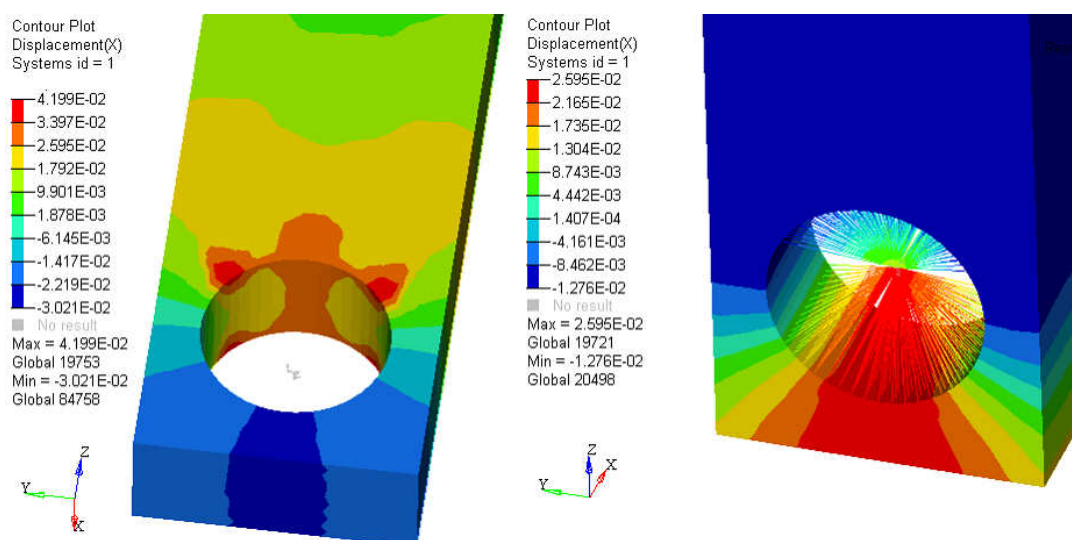 Contour Plot
Displacement(X)
Systems id = 1
4.199E-02
3.397E-02
2.595E-02
1.792E-02
9.901E-03
1.878E-03
-6.145E-03
-1.417E-02
-2.219E-02
-3.021E-02
No result
Max = 4.199E-02
Global 19753
Min = -3.021E-02
Global 84758
Z
Y
X
Contour Plot
Displacement(X)
Systems id = 1
2.595E-02
2.165E-02
1.735E-02
1.304E-02
8.743E-03
4.442E-03
1.407E-04
-4.161E-03
-8.462E-03
-1.276E-02
No result
Max = 2.595E-02
Global 19721
Min = -1.276E-02
Global 20498
Z
X
Y